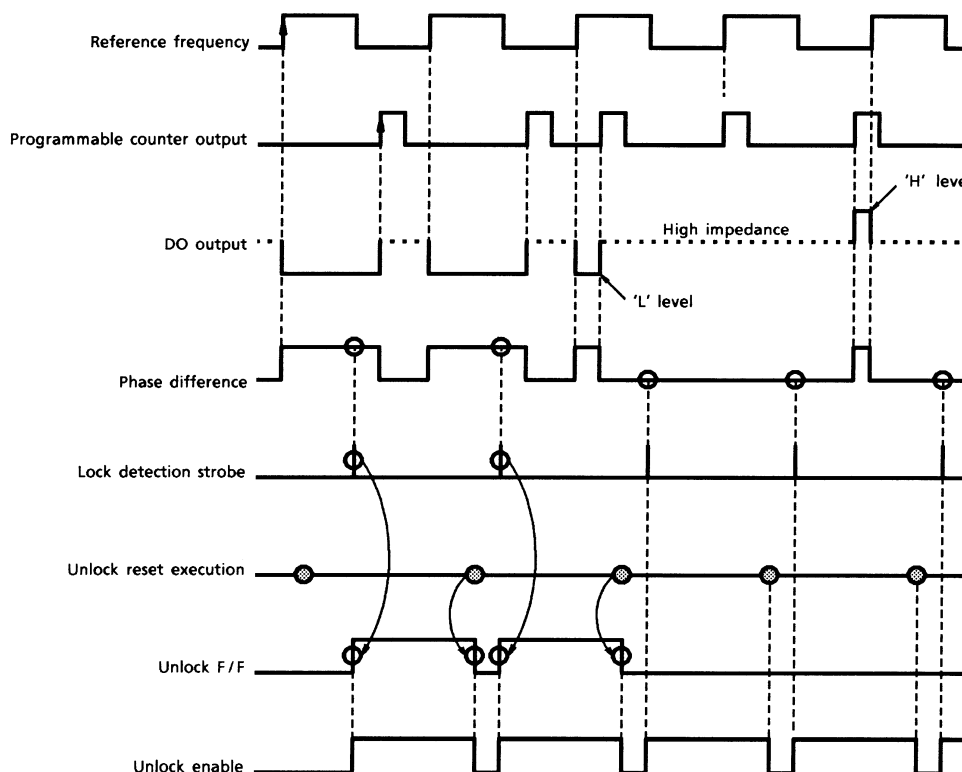 Reference frequency
Programmable counter output
'H' level
DO output
High impedance
'L' level
Phase difference
Lock detection strobe
Unlock reset execution
Unlock F/F
Unlock enable